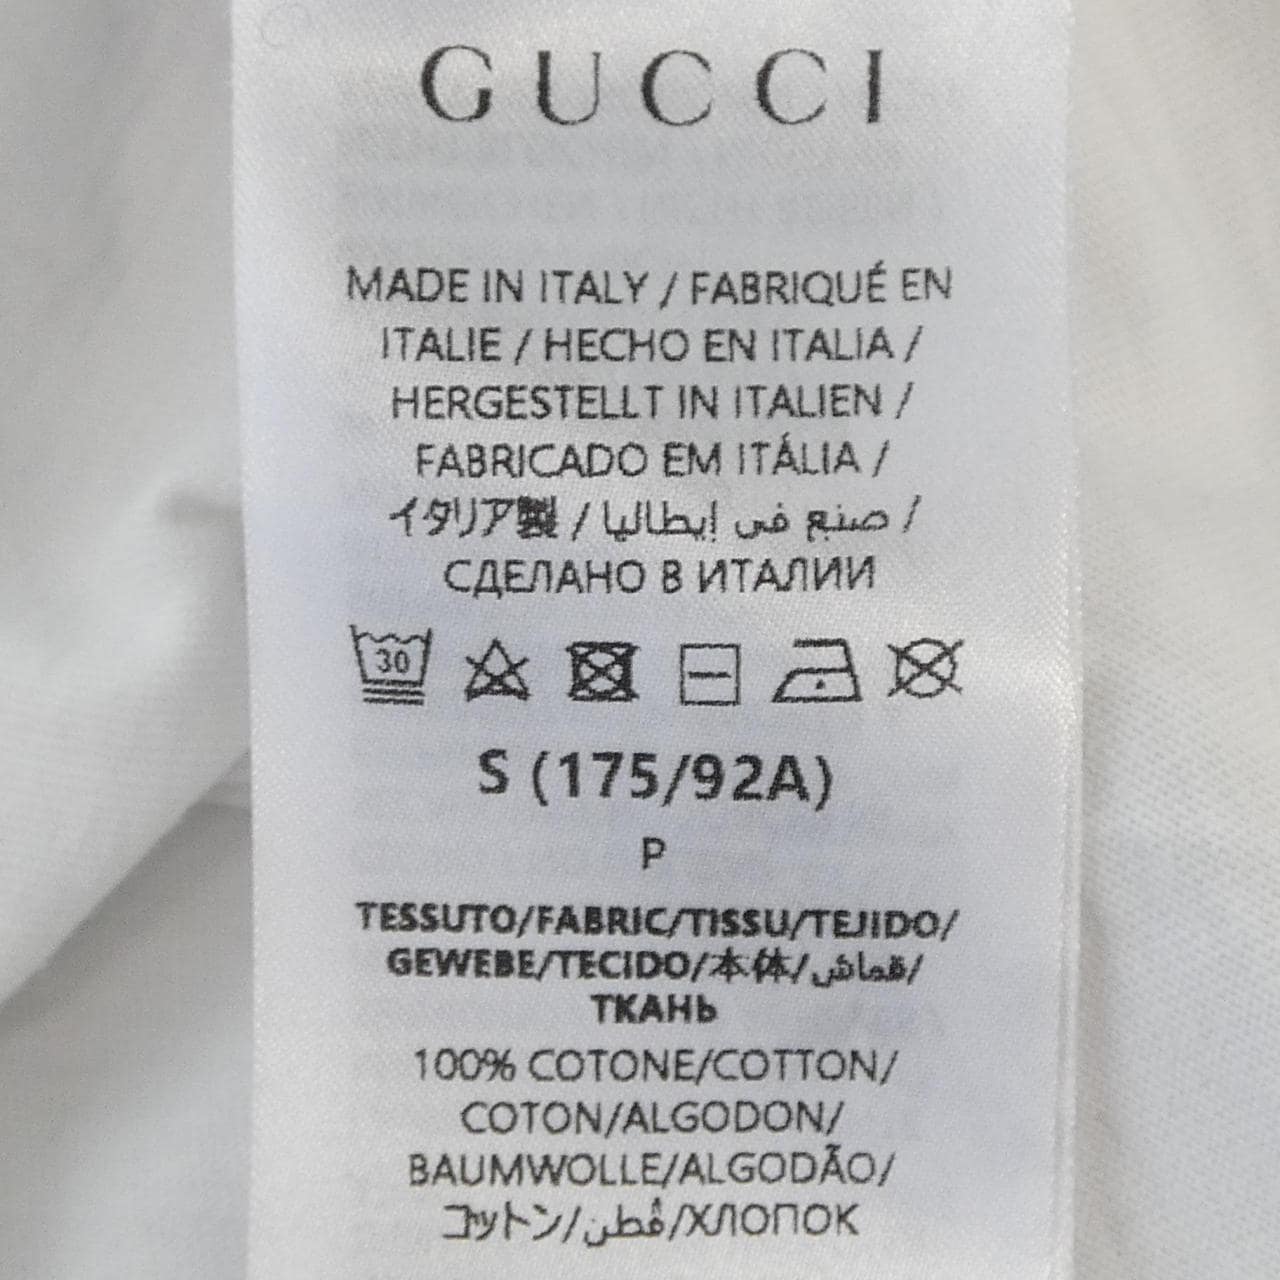 GUCCI
MADE IN ITALY / FABRIQUÉ EN
ITALIE / HECHO EN ITALIA /
HERGESTELLT IN ITALIEN /
FABRICADO EM ITÁLIA /
イタリア製 / صنع في إيطاليا /
СДЕЛАНО В ИТАЛИИ
30
S (175/92A)
P
TESSUTO/FABRIC/TISSU/TEJIDO/
GEWEBE/TECIDO/本体/قماش/
ТКАНЬ
100% COTONE/COTTON/
COTON/ALGODON/
BAUMWOLLE/ALGODÃO/
コットン/قُطن/ХЛОПОК